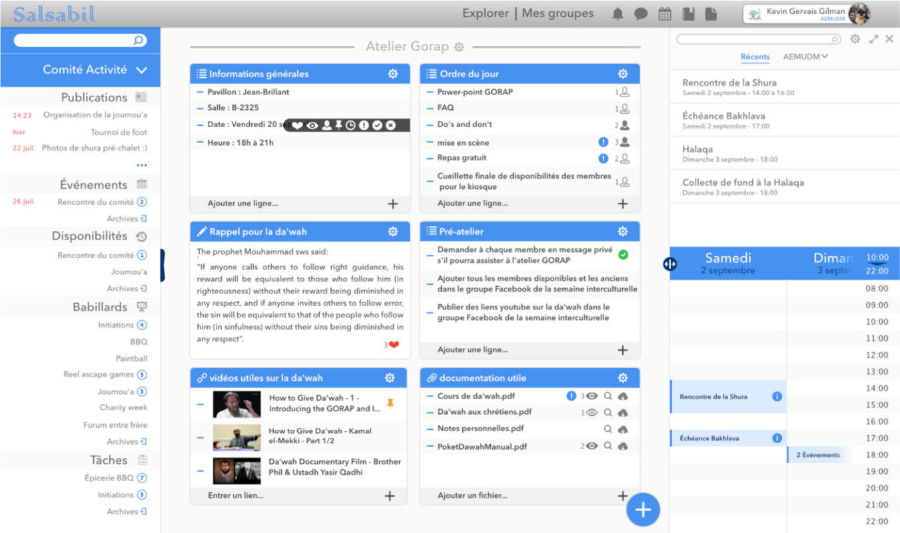 Salsabil
Explorer | Mes groupes
Kevin Gervais Gilman
AEMUDM
Comité Activité
Publications
14:23 Organisation de la joumou'a
hier Tournoi de foot
22 juil. Photos de shura pré-chalet :)
Événements
26 juil. Rencontre du comité 2
Archives
Disponibilités
Rencontre du comité 1
Joumou'a
Archives
Babillards
Initiations 4
BBQ
Paintball
Reel ascape games 3
Joumou'a 3
Charity week
Forum entre frère
Archives
Tâches
Épicerie BBQ 7
Initiations 3
Archives
Atelier Gorap
Informations générales
Pavillon : Jean-Brillant
Salle : B-2325
Date : Vendredi 20 se
Heure : 18h à 21h
Ajouter une ligne...
Ordre du jour
Power-point GORAP 1
FAQ 1
Do's and don't 2
mise en scène 3
Repas gratuit 2
Cueillette finale de disponibilités des membres 1
pour le kiosque
Ajouter une ligne...
Rappel pour la da'wah
The prophet Mouhammad sws said:
"If anyone calls others to follow right guidance, his
reward will be equivalent to those who follow him (in
righteousness) without their reward being diminished in
any respect, and if anyone invites others to follow error,
the sin will be equivalent to that of the people who follow
him (in sinfulness) without their sins being diminished in
any respect".
3
Pré-atelier
Demander à chaque membre en message privé
s'il pourra assister à l'atelier GORAP
Ajouter tous les membres disponibles et les anciens
dans le groupe Facebook de la semaine interculturelle
Publier des liens youtube sur la da'wah dans le
groupe Facebook de la semaine interculturelle
Ajouter une ligne...
vidéos utiles sur la da'wah
How to Give Da'wah - 1 -
Introducing the GORAP and I...
How to Give Da'wah - Kamal
el-Mekki - Part 1/2
Da'wah Documentary Film - Brother
Phil & Ustadh Yasir Qadhi
Entrer un lien...
documentation utile
Cours de da'wah.pdf 3
Da'wah aux chrétiens.pdf 1
Notes personnelles.pdf
PoketDawahManual.pdf 2
Ajouter un fichier...
Récents AEMUDM
Rencontre de la Shura
Samedi 2 septembre - 14:00 à 16:00
Échéance Bakhlava
Samedi 2 septembre - 17:00
Halaqa
Dimanche 3 septembre - 18:00
Collecte de fond à la Halaqa
Dimanche 3 septembre - 18:00
Samedi Diman 10:00
2 septembre 3 septe 22:00
08:00
09:00
10:00
11:00
12:00
13:00
14:00
Rencontre de la Shura
15:00
16:00
Échéance Bakhlava 17:00
2 Événements 18:00
19:00
20:00
21:00
22:00